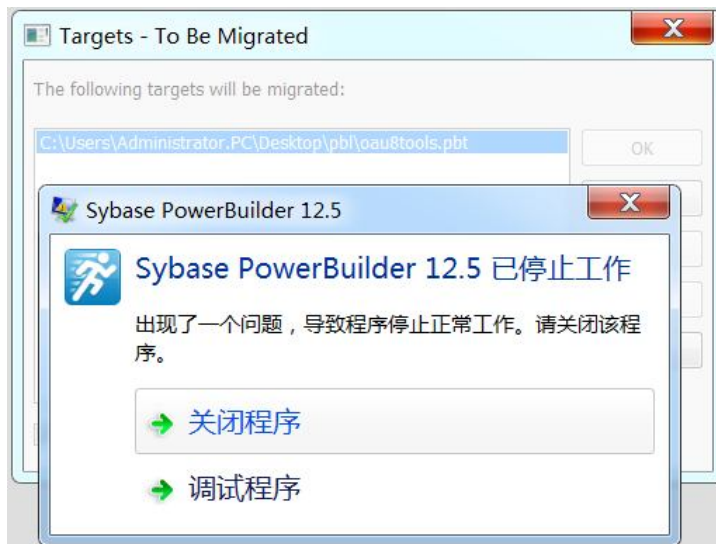 Targets - To Be Migrated
The following targets will be migrated:
C:\Users\Administrator.PC\Desktop\pbl\oau8tools.pbt
OK
Sybase PowerBuilder 12.5
Sybase PowerBuilder 12.5 已停止工作
出现了一个问题，导致程序停止正常工作。请关闭该程
序。
关闭程序
调试程序